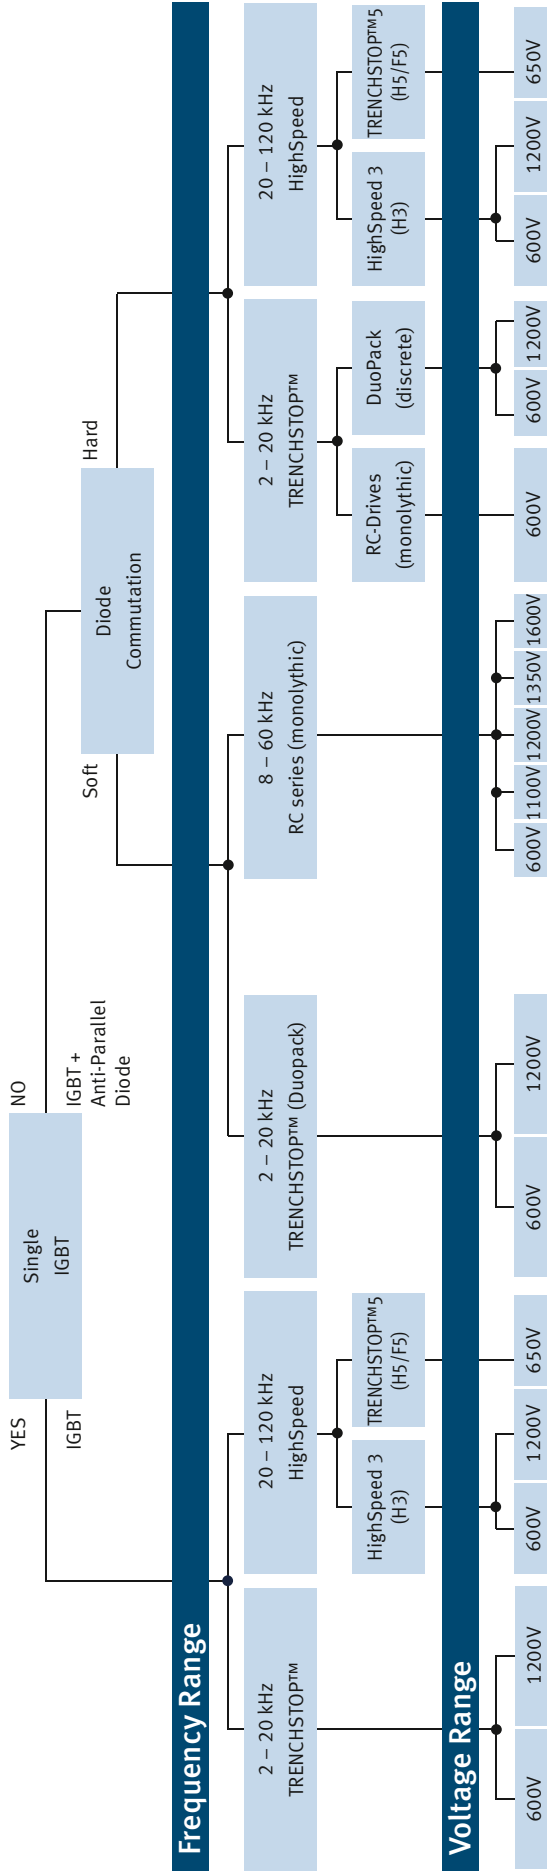 Single
IGBT
YES
IGBT
NO
IGBT +
Anti-Parallel
Diode
Diode
Commutation
Soft
Hard
Frequency Range
2 – 20 kHz
TRENCHSTOP™
20 – 120 kHz
HighSpeed
2 – 20 kHz
TRENCHSTOP™ (Duopack)
8 – 60 kHz
RC series (monolythic)
2 – 20 kHz
TRENCHSTOP™
20 – 120 kHz
HighSpeed
HighSpeed 3
(H3)
TRENCHSTOP™5
(H5/F5)
RC-Drives
(monolythic)
DuoPack
(discrete)
HighSpeed 3
(H3)
TRENCHSTOP™5
(H5/F5)
Voltage Range
600V
1200V
600V
1200V
650V
600V
1200V
600V
1100V
1200V
1350V
1600V
600V
600V
1200V
600V
1200V
650V